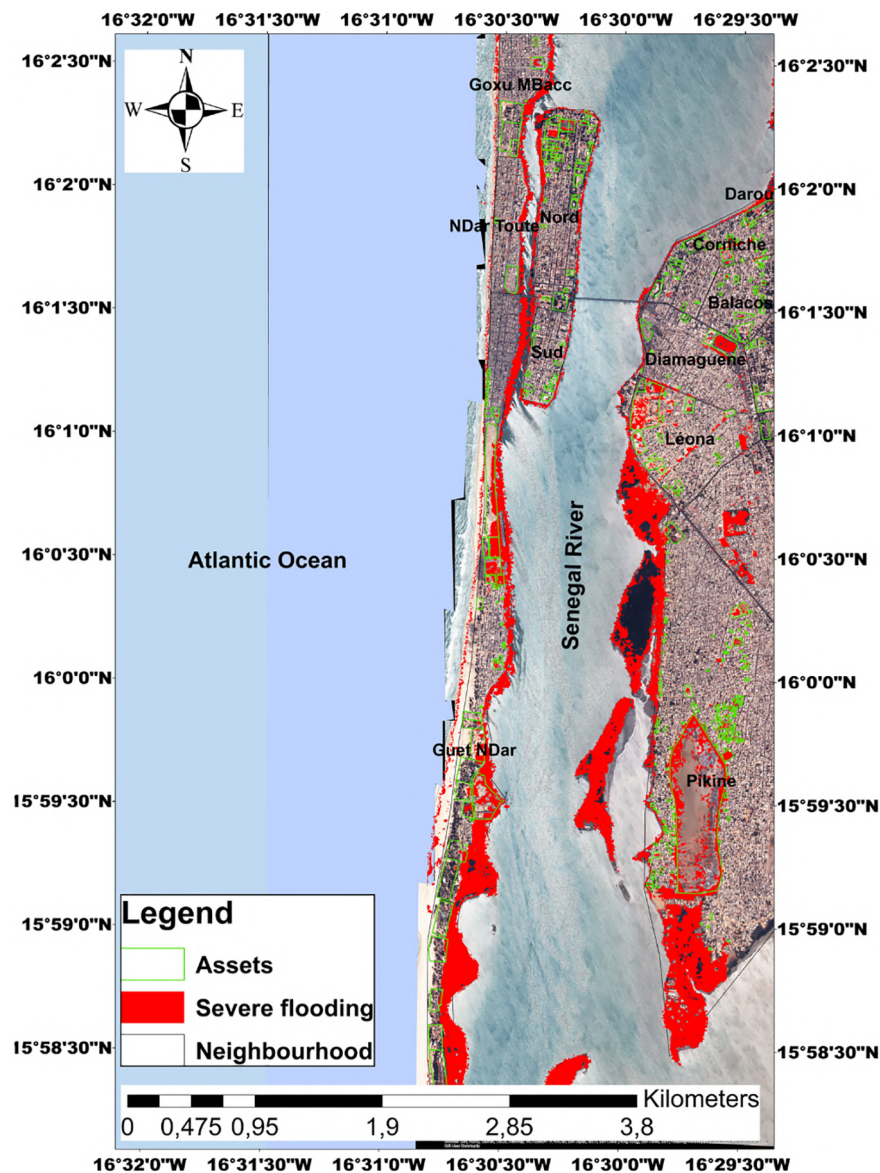 16°32'0"W 16°31'30"W 16°31'0"W 16°30'30"W 16°30'0"W 16°29'30"W
16°2'30"N 16°2'30"N
N
W E
S
Goxu MBacc
16°2'0"N 16°2'0"N
Darou
Nord
NDar Toute
Corniche
Balacos
16°1'30"N 16°1'30"N
Sud
Diamaguene
Leona
16°1'0"N 16°1'0"N
Atlantic Ocean
Senegal River
16°0'30"N 16°0'30"N
16°0'0"N 16°0'0"N
Guet NDar
Pikine
15°59'30"N 15°59'30"N
15°59'0"N 15°59'0"N
Legend
Assets
Severe flooding
Neighbourhood
15°58'30"N 15°58'30"N
Kilometers
0 0,475 0,95 1,9 2,85 3,8
16°32'0"W 16°31'30"W 16°31'0"W 16°30'30"W 16°30'0"W 16°29'30"W